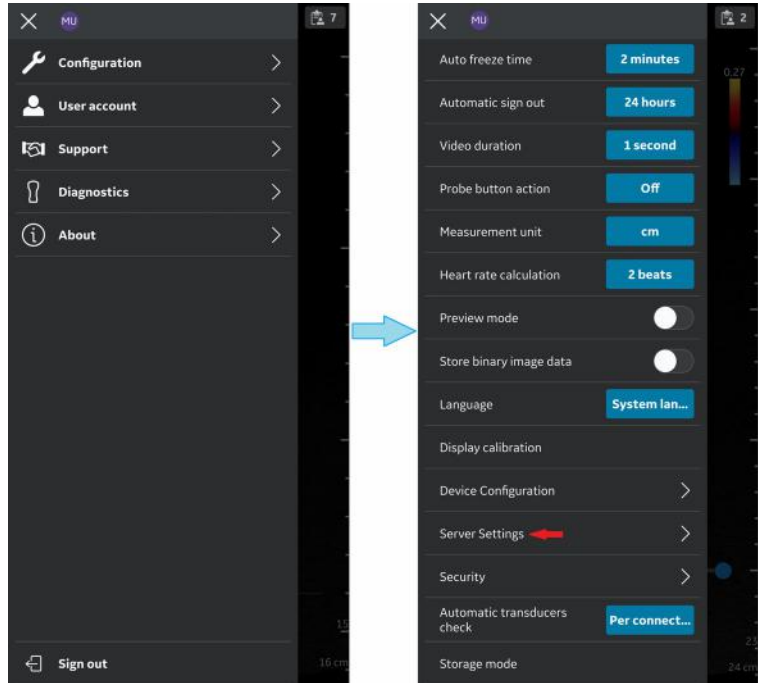 MU
7
Configuration
User account
Support
Diagnostics
About
15
16 cm
Sign out
MU
2
Auto freeze time 2 minutes
0.27
Automatic sign out 24 hours
Video duration 1 second
Probe button action Off
Measurement unit cm
Heart rate calculation 2 beats
Preview mode
Store binary image data
Language System lan...
Display calibration
Device Configuration
Server Settings
Security
Automatic transducers
check
Per connect...
23
Storage mode
24 cm